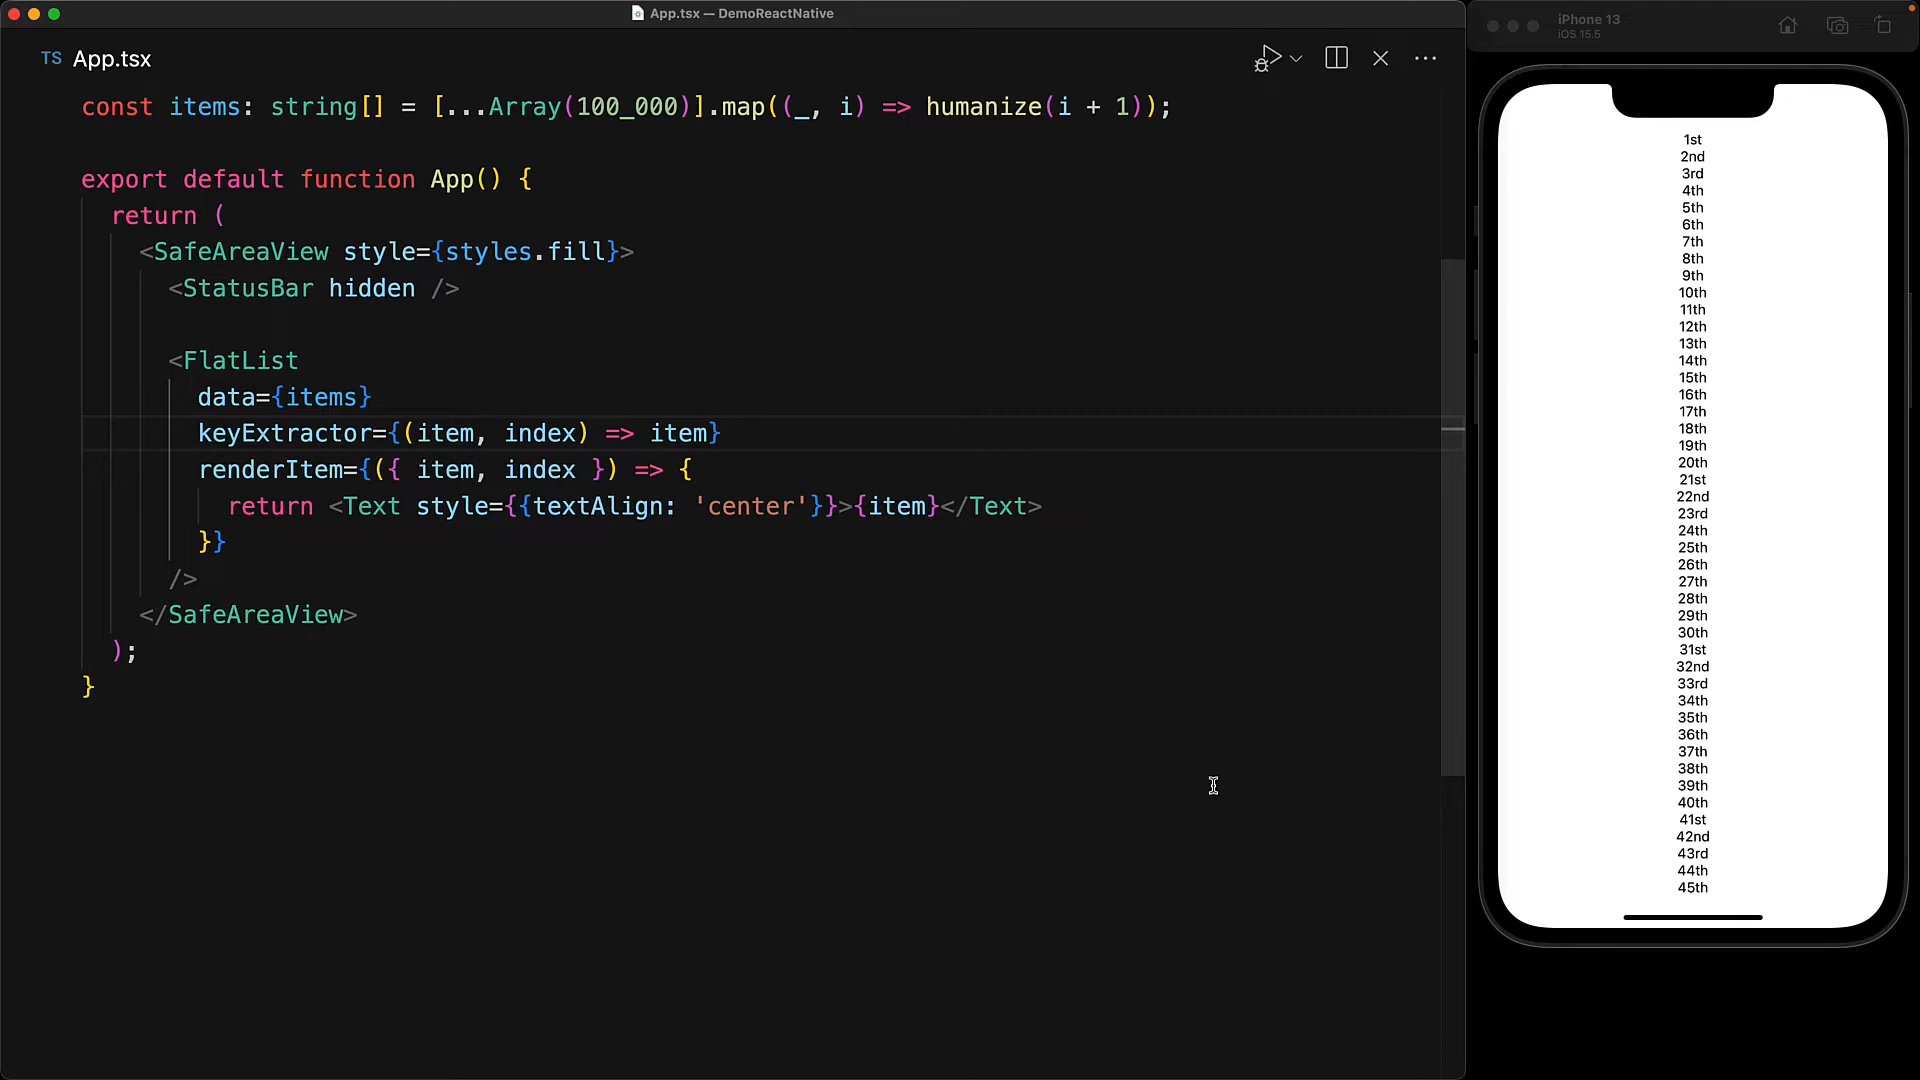 App.tsx — DemoReactNative
TS App.tsx
const items: string[] = [...Array(100_000)].map((_, i) => humanize(i + 1));
export default function App() {
return (
<SafeAreaView style={styles.fill}>
<StatusBar hidden />
<FlatList
data={items}
keyExtractor={(item, index) => item}
renderItem={({ item, index }) => {
return <Text style={{textAlign: 'center'}}>{item}</Text>
}}
/>
</SafeAreaView>
);
}
iPhone 13
iOS 15.5
1st
2nd
3rd
4th
5th
6th
7th
8th
9th
10th
11th
12th
13th
14th
15th
16th
17th
18th
19th
20th
21st
22nd
23rd
24th
25th
26th
27th
28th
29th
30th
31st
32nd
33rd
34th
35th
36th
37th
38th
39th
40th
41st
42nd
43rd
44th
45th